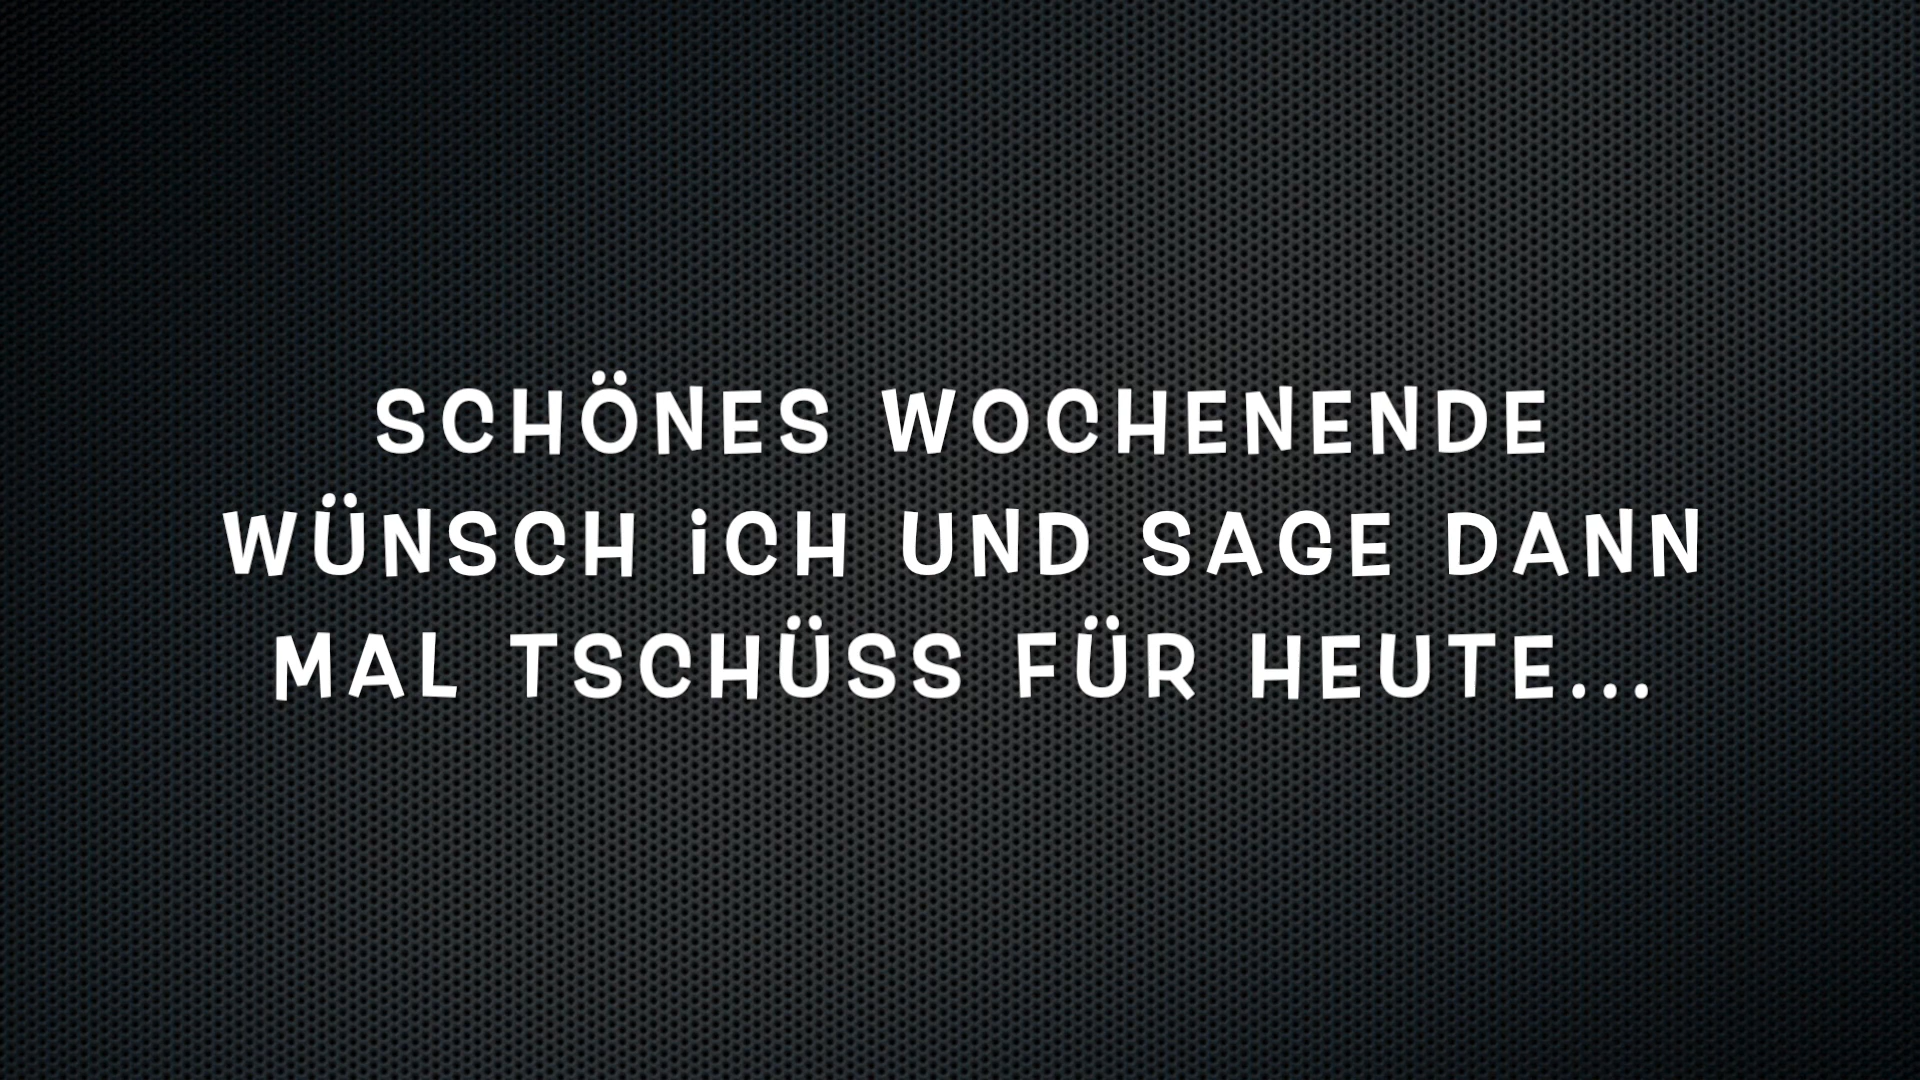 SCHÖNES WOCHENENDE
WÜNSCH iCH UND SAGE DANN
MAL TSCHÜSS FÜR HEUTE...